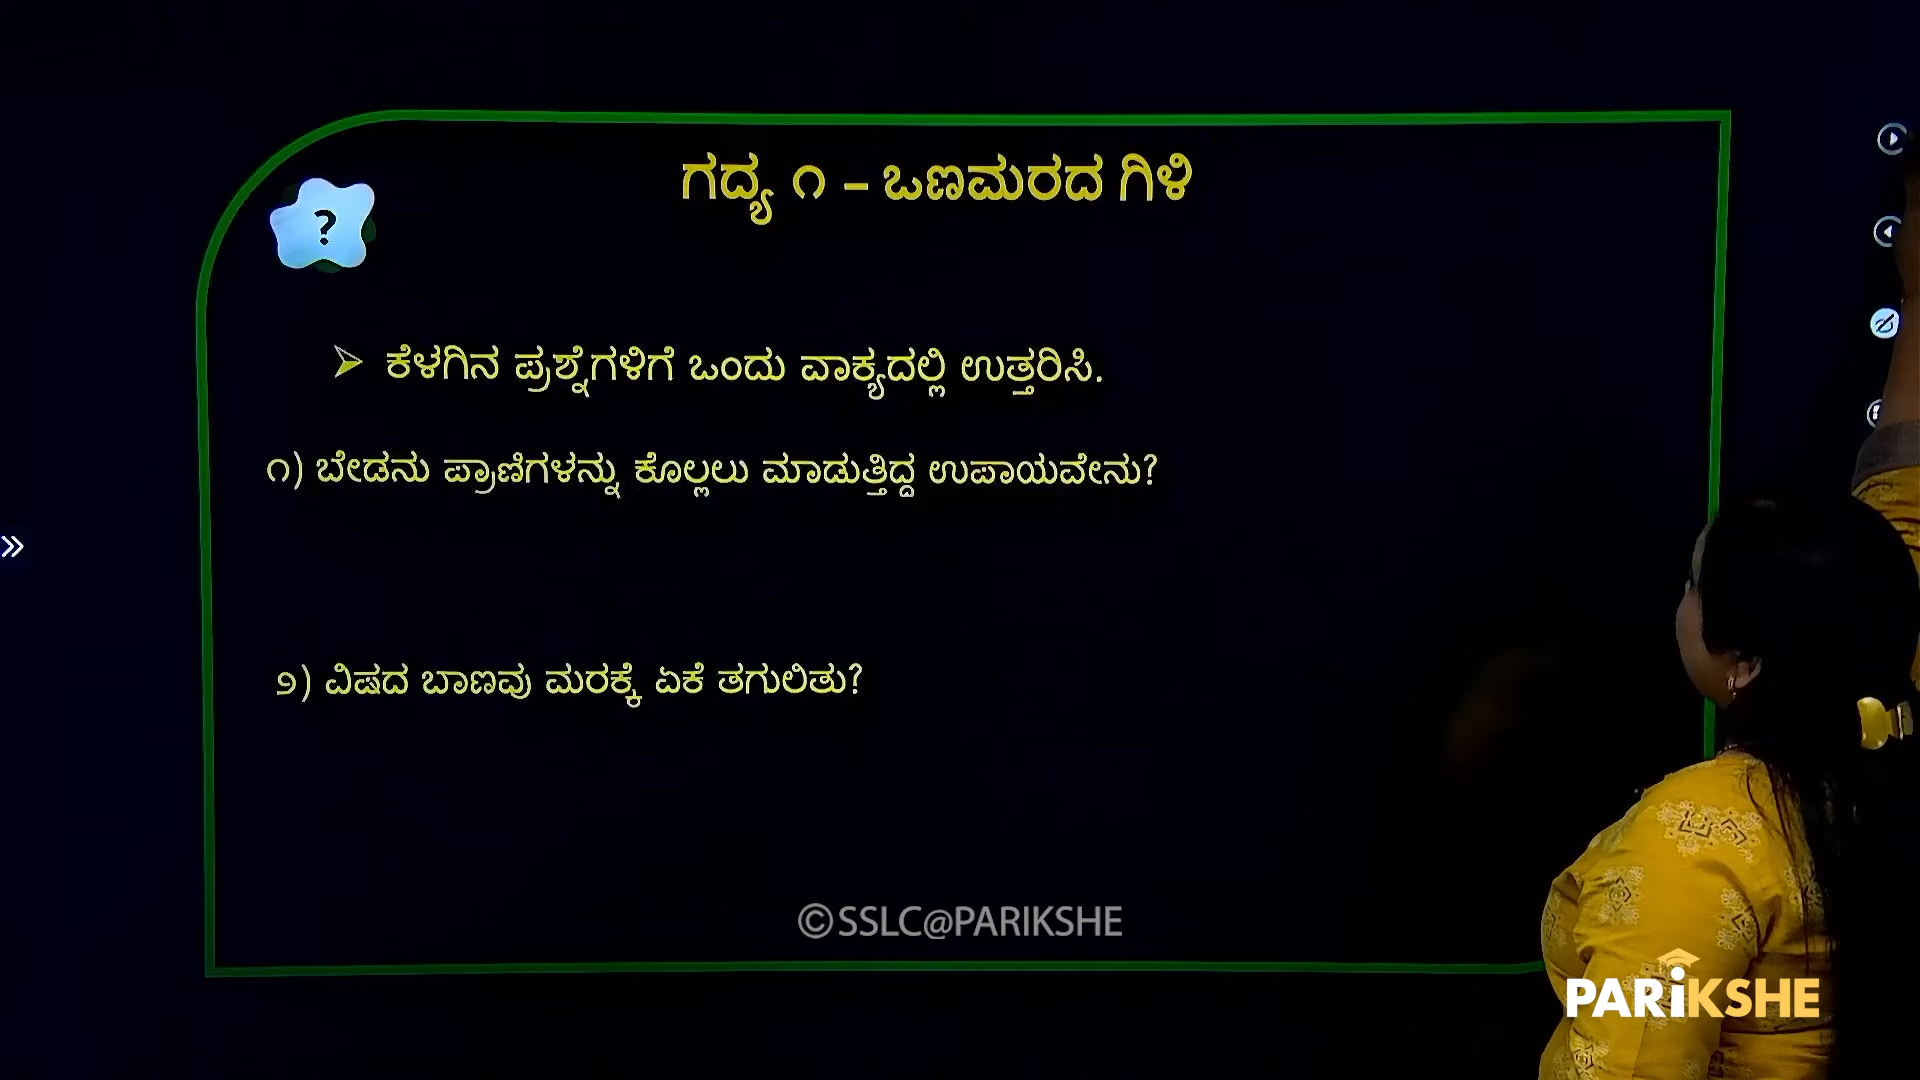 ಗದ್ಯ ೧ – ಒಣಮರದ ಗಿಳಿ
?
➤ ಕೆಳಗಿನ ಪ್ರಶ್ನೆಗಳಿಗೆ ಒಂದು ವಾಕ್ಯದಲ್ಲಿ ಉತ್ತರಿಸಿ.
೧) ಬೇಡನು ಪ್ರಾಣಿಗಳನ್ನು ಕೊಲ್ಲಲು ಮಾಡುತ್ತಿದ್ದ ಉಪಾಯವೇನು?
೨) ವಿಷದ ಬಾಣವು ಮರಕ್ಕೆ ಏಕೆ ತಗುಲಿತು?
©SSLC@PARIKSHE
PARiKSHE